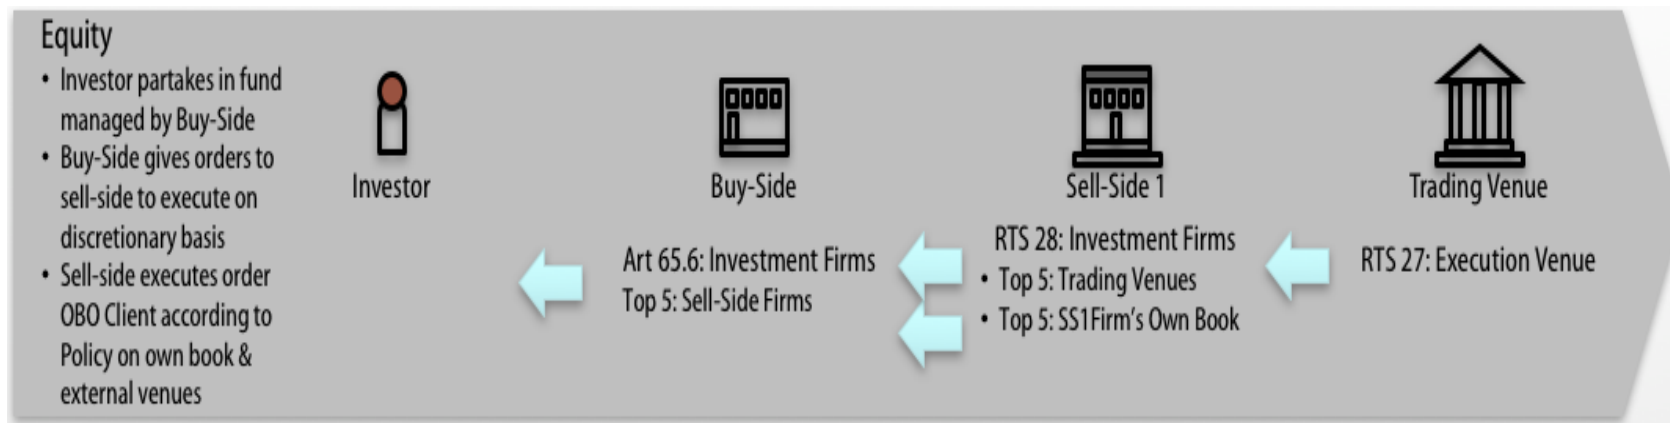 Equity
• Investor partakes in fund
managed by Buy-Side
• Buy-Side gives orders to
sell-side to execute on
discretionary basis
• Sell-side executes order
OBO Client according to
Policy on own book &
external venues
Investor
Buy-Side
Art 65.6: Investment Firms
Top 5: Sell-Side Firms
Sell-Side 1
RTS 28: Investment Firms
• Top 5: Trading Venues
• Top 5: SS1Firm's Own Book
Trading Venue
RTS 27: Execution Venue